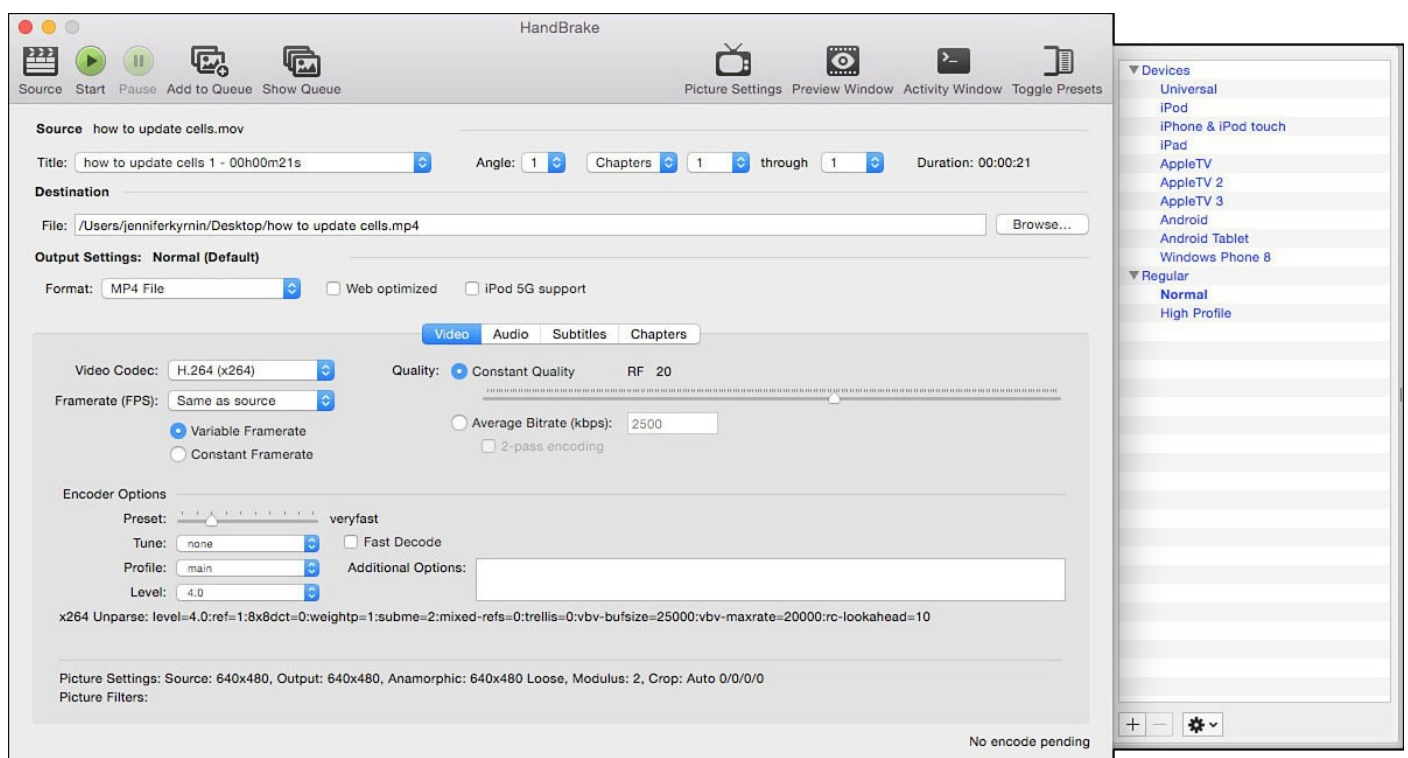 HandBrake
Source Start Pause Add to Queue Show Queue Picture Settings Preview Window Activity Window Toggle Presets
Source how to update cells.mov
Title: how to update cells 1 - 00h00m21s Angle: 1 Chapters 1 through 1 Duration: 00:00:21
Destination
File: /Users/jenniferkyrnin/Desktop/how to update cells.mp4 Browse...
Output Settings: Normal (Default)
Format: MP4 File Web optimized iPod 5G support
Video Audio Subtitles Chapters
Video Codec: H.264 (x264) Quality: Constant Quality RF 20
Framerate (FPS): Same as source
Variable Framerate Average Bitrate (kbps): 2500
Constant Framerate 2-pass encoding
Encoder Options
Preset: veryfast
Tune: none Fast Decode
Profile: main Additional Options:
Level: 4.0
x264 Unparse: level=4.0:ref=1:8x8dct=0:weightp=1:subme=2:mixed-refs=0:trellis=0:vbv-bufsize=25000:vbv-maxrate=20000:rc-lookahead=10
Picture Settings: Source: 640x480, Output: 640x480, Anamorphic: 640x480 Loose, Modulus: 2, Crop: Auto 0/0/0/0
Picture Filters:
No encode pending
Devices
Universal
iPod
iPhone & iPod touch
iPad
AppleTV
AppleTV 2
AppleTV 3
Android
Android Tablet
Windows Phone 8
Regular
Normal
High Profile